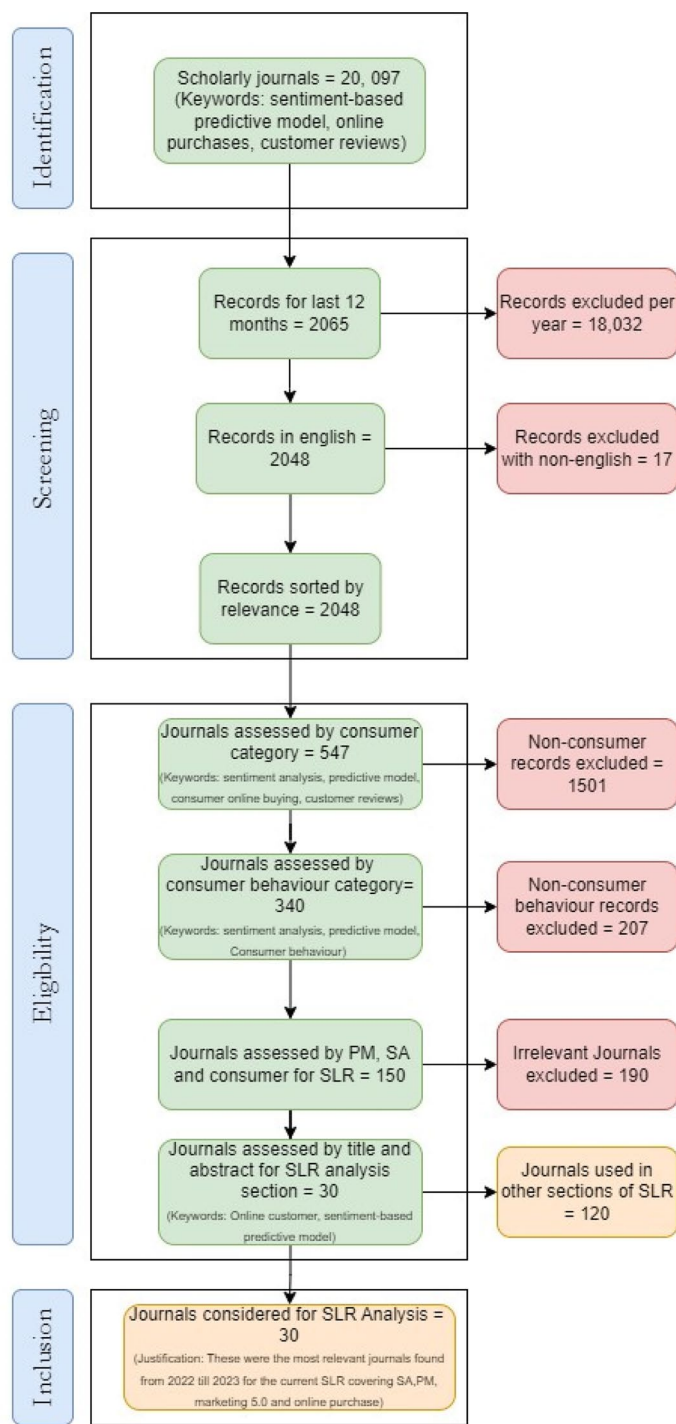 Identification
Scholarly journals = 20, 097
(Keywords: sentiment-based
predictive model, online
purchases, customer reviews)
Screening
Records for last 12
months = 2065
Records excluded per
year = 18,032
Records in english =
2048
Records excluded
with non-english = 17
Records sorted by
relevance = 2048
Eligibility
Journals assessed by consumer
category = 547
(Keywords: sentiment analysis, predictive model,
consumer online buying, customer reviews)
Non-consumer
records excluded =
1501
Journals assessed by
consumer behaviour category=
340
(Keywords: sentiment analysis, predictive model,
Consumer behaviour)
Non-consumer
behaviour records
excluded = 207
Journals assessed by PM, SA
and consumer for SLR = 150
Irrelevant Journals
excluded = 190
Journals assessed by title and
abstract for SLR analysis
section = 30
(Keywords: Online customer, sentiment-based
predictive model)
Journals used in
other sections of SLR
= 120
Inclusion
Journals considered for SLR Analysis =
30
(Justification: These were the most relevant journals found
from 2022 till 2023 for the current SLR covering SA,PM,
marketing 5.0 and online purchase)